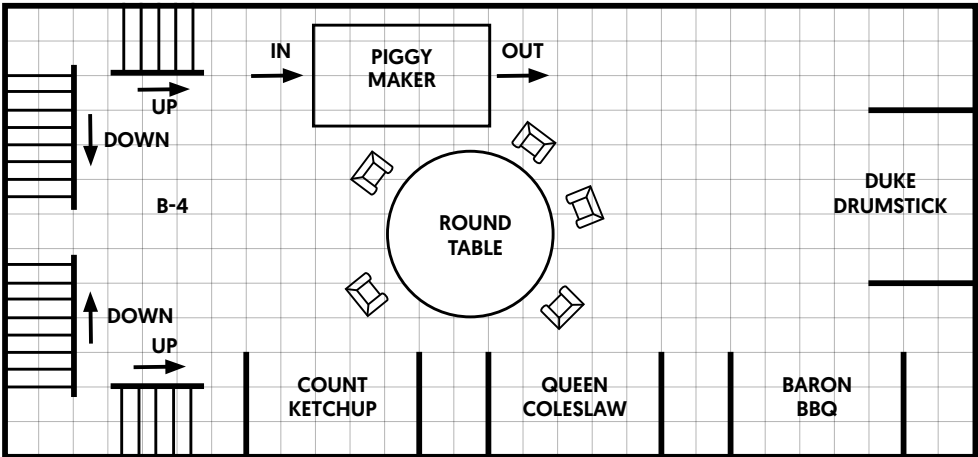 IN
PIGGY
MAKER
OUT
UP
DOWN
B-4
DUKE
DRUMSTICK
ROUND
TABLE
DOWN
UP
COUNT
KETCHUP
QUEEN
COLESLAW
BARON
BBQ